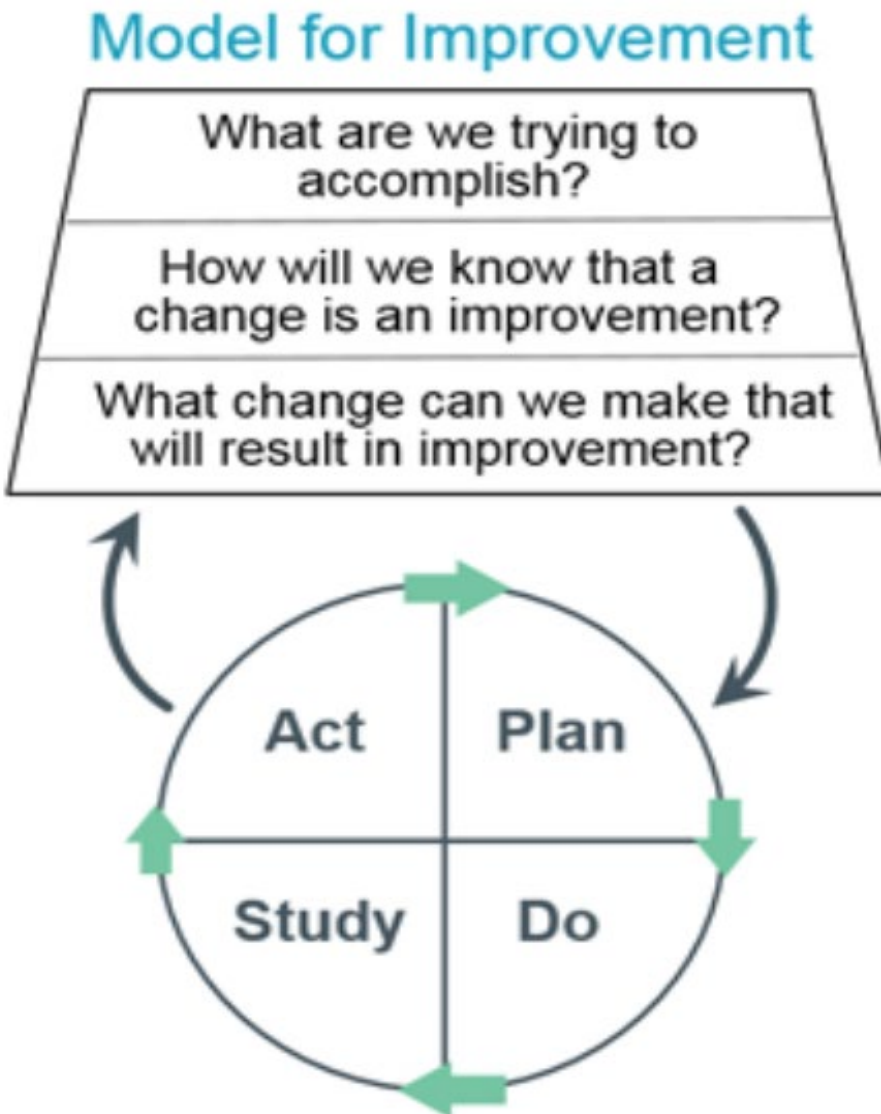 Model for Improvement
What are we trying to
accomplish?
How will we know that a
change is an improvement?
What change can we make that
will result in improvement?
Act
Plan
Study
Do